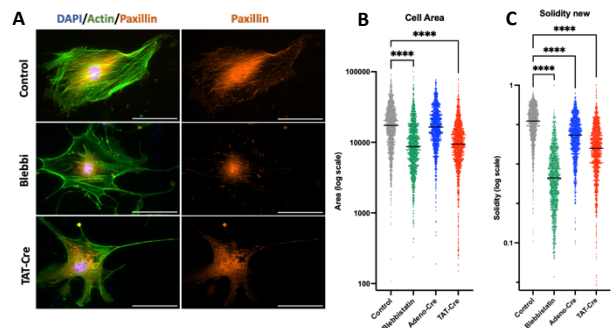 A
DAPI/Actin/Paxillin
Paxillin
Control
Blebbi
TAT-Cre
B
Cell Area
****
****
Area (log scale)
100000
10000
1000
100
Control
Blebbistatin
Adeno-Cre
TAT-Cre
C
Solidity new
****
****
****
Solidity (log scale)
1
0.1
Control
Blebbistatin
Adeno-Cre
TAT-Cre